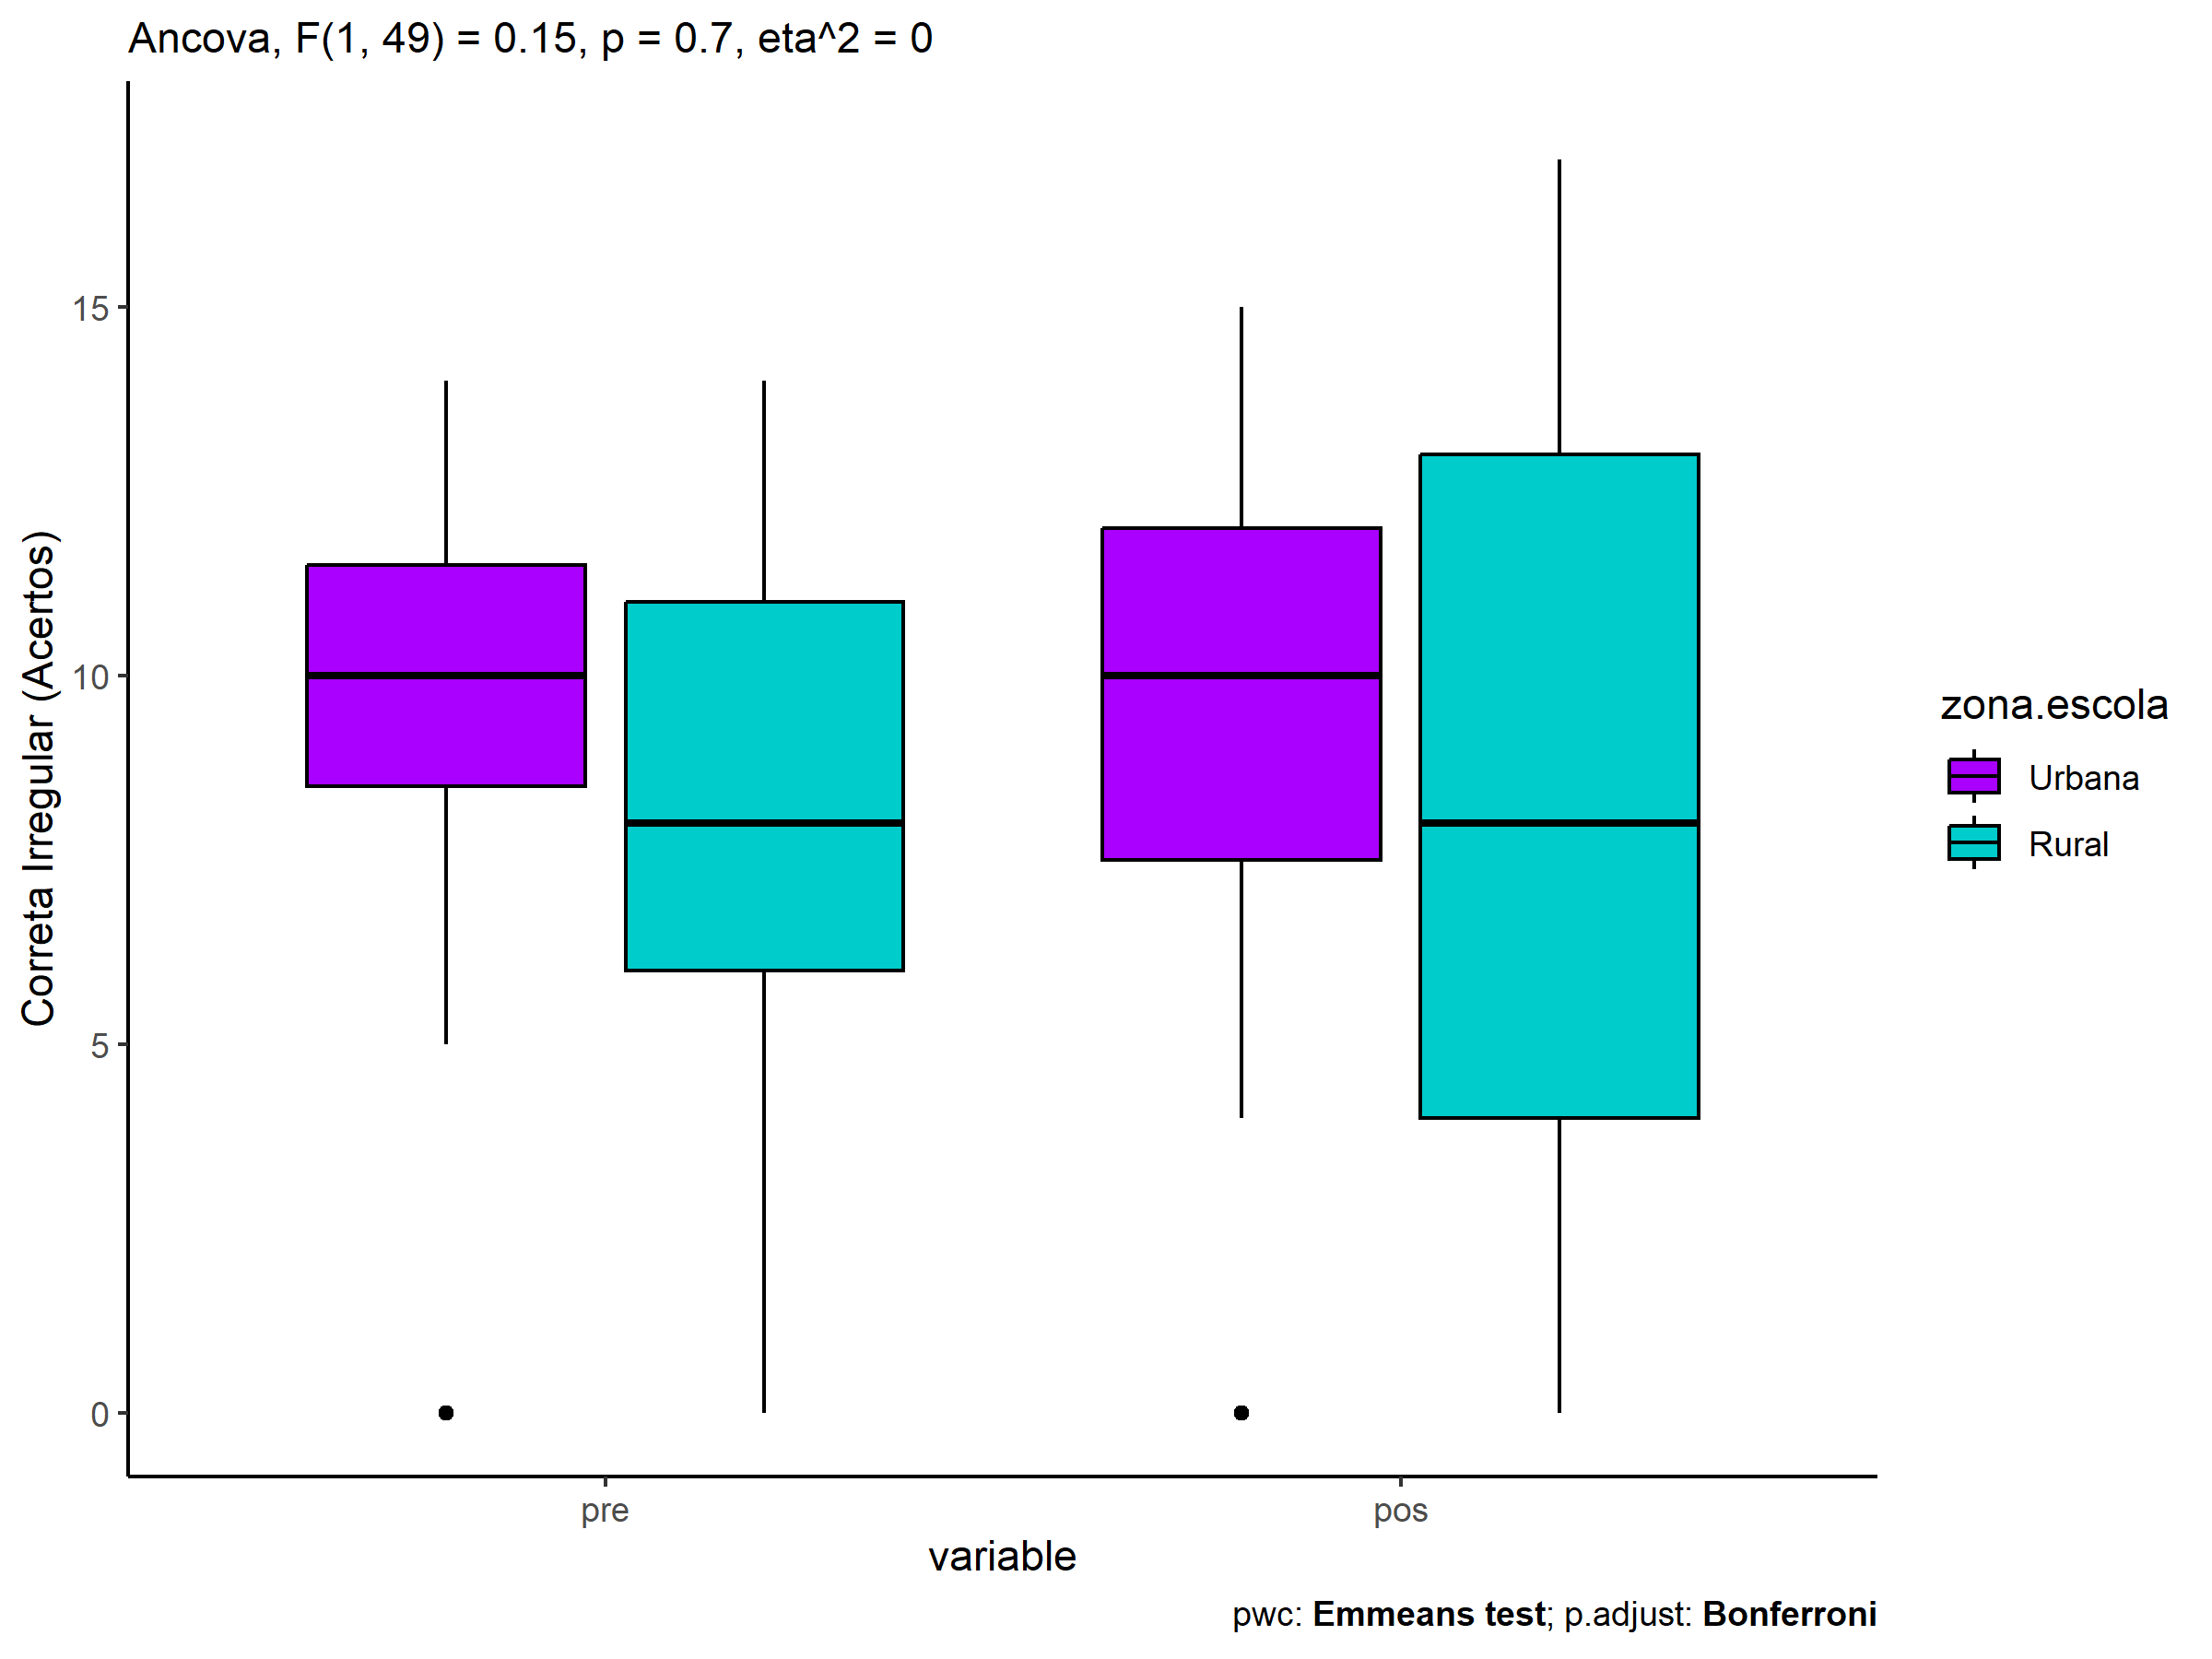 Ancova, F(1, 49) = 0.15, p = 0.7, eta^2 = 0
Correta Irregular (Acertos)
15
10
5
0
pre
pos
variable
zona.escola
Urbana
Rural
pwc: Emmeans test; p.adjust: Bonferroni